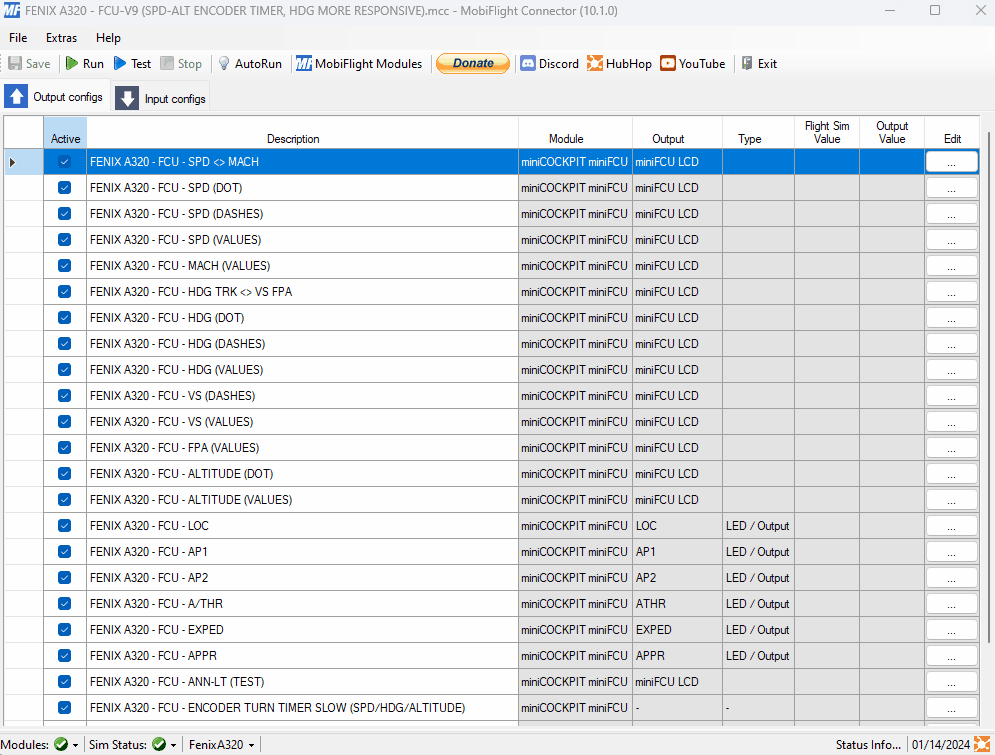 MF FENIX A320 - FCU-V9 (SPD-ALT ENCODER TIMER, HDG MORE RESPONSIVE).mcc - MobiFlight Connector (10.1.0)
File Extras Help
Save Run Test Stop AutoRun MF MobiFlight Modules Donate Discord HubHop YouTube Exit
Output configs Input configs
Active Description Module Output Type Flight Sim Value Output Value Edit
FENIX A320 - FCU - SPD <> MACH miniCOCKPIT miniFCU miniFCU LCD ...
FENIX A320 - FCU - SPD (DOT) miniCOCKPIT miniFCU miniFCU LCD ...
FENIX A320 - FCU - SPD (DASHES) miniCOCKPIT miniFCU miniFCU LCD ...
FENIX A320 - FCU - SPD (VALUES) miniCOCKPIT miniFCU miniFCU LCD ...
FENIX A320 - FCU - MACH (VALUES) miniCOCKPIT miniFCU miniFCU LCD ...
FENIX A320 - FCU - HDG TRK <> VS FPA miniCOCKPIT miniFCU miniFCU LCD ...
FENIX A320 - FCU - HDG (DOT) miniCOCKPIT miniFCU miniFCU LCD ...
FENIX A320 - FCU - HDG (DASHES) miniCOCKPIT miniFCU miniFCU LCD ...
FENIX A320 - FCU - HDG (VALUES) miniCOCKPIT miniFCU miniFCU LCD ...
FENIX A320 - FCU - VS (DASHES) miniCOCKPIT miniFCU miniFCU LCD ...
FENIX A320 - FCU - VS (VALUES) miniCOCKPIT miniFCU miniFCU LCD ...
FENIX A320 - FCU - FPA (VALUES) miniCOCKPIT miniFCU miniFCU LCD ...
FENIX A320 - FCU - ALTITUDE (DOT) miniCOCKPIT miniFCU miniFCU LCD ...
FENIX A320 - FCU - ALTITUDE (VALUES) miniCOCKPIT miniFCU miniFCU LCD ...
FENIX A320 - FCU - LOC miniCOCKPIT miniFCU LOC LED / Output ...
FENIX A320 - FCU - AP1 miniCOCKPIT miniFCU AP1 LED / Output ...
FENIX A320 - FCU - AP2 miniCOCKPIT miniFCU AP2 LED / Output ...
FENIX A320 - FCU - A/THR miniCOCKPIT miniFCU ATHR LED / Output ...
FENIX A320 - FCU - EXPED miniCOCKPIT miniFCU EXPED LED / Output ...
FENIX A320 - FCU - APPR miniCOCKPIT miniFCU APPR LED / Output ...
FENIX A320 - FCU - ANN-LT (TEST) miniCOCKPIT miniFCU miniFCU LCD ...
FENIX A320 - FCU - ENCODER TURN TIMER SLOW (SPD/HDG/ALTITUDE) miniCOCKPIT miniFCU - - ...
Modules: Sim Status: FenixA320 Status Info... 01/14/2024